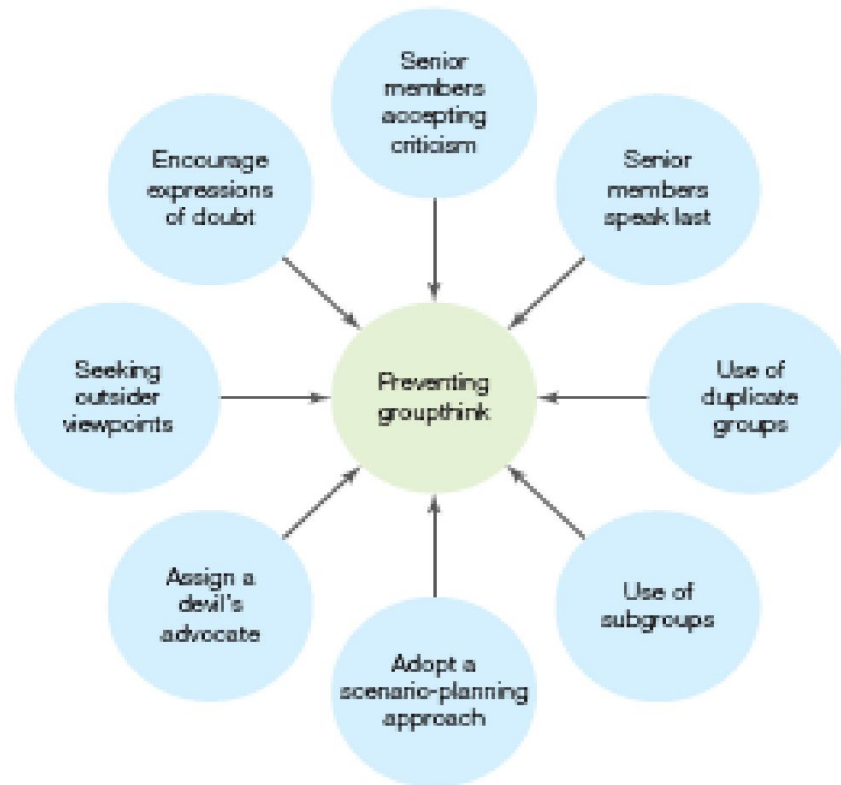 Senior
members
accepting
criticism
Encourage
expressions
of doubt
Senior
members
speak last
Seeking
outsider
viewpoints
Preventing
groupthink
Use of
duplicate
groups
Assign a
devil's
advocate
Use of
subgroups
Adopt a
scenario-planning
approach